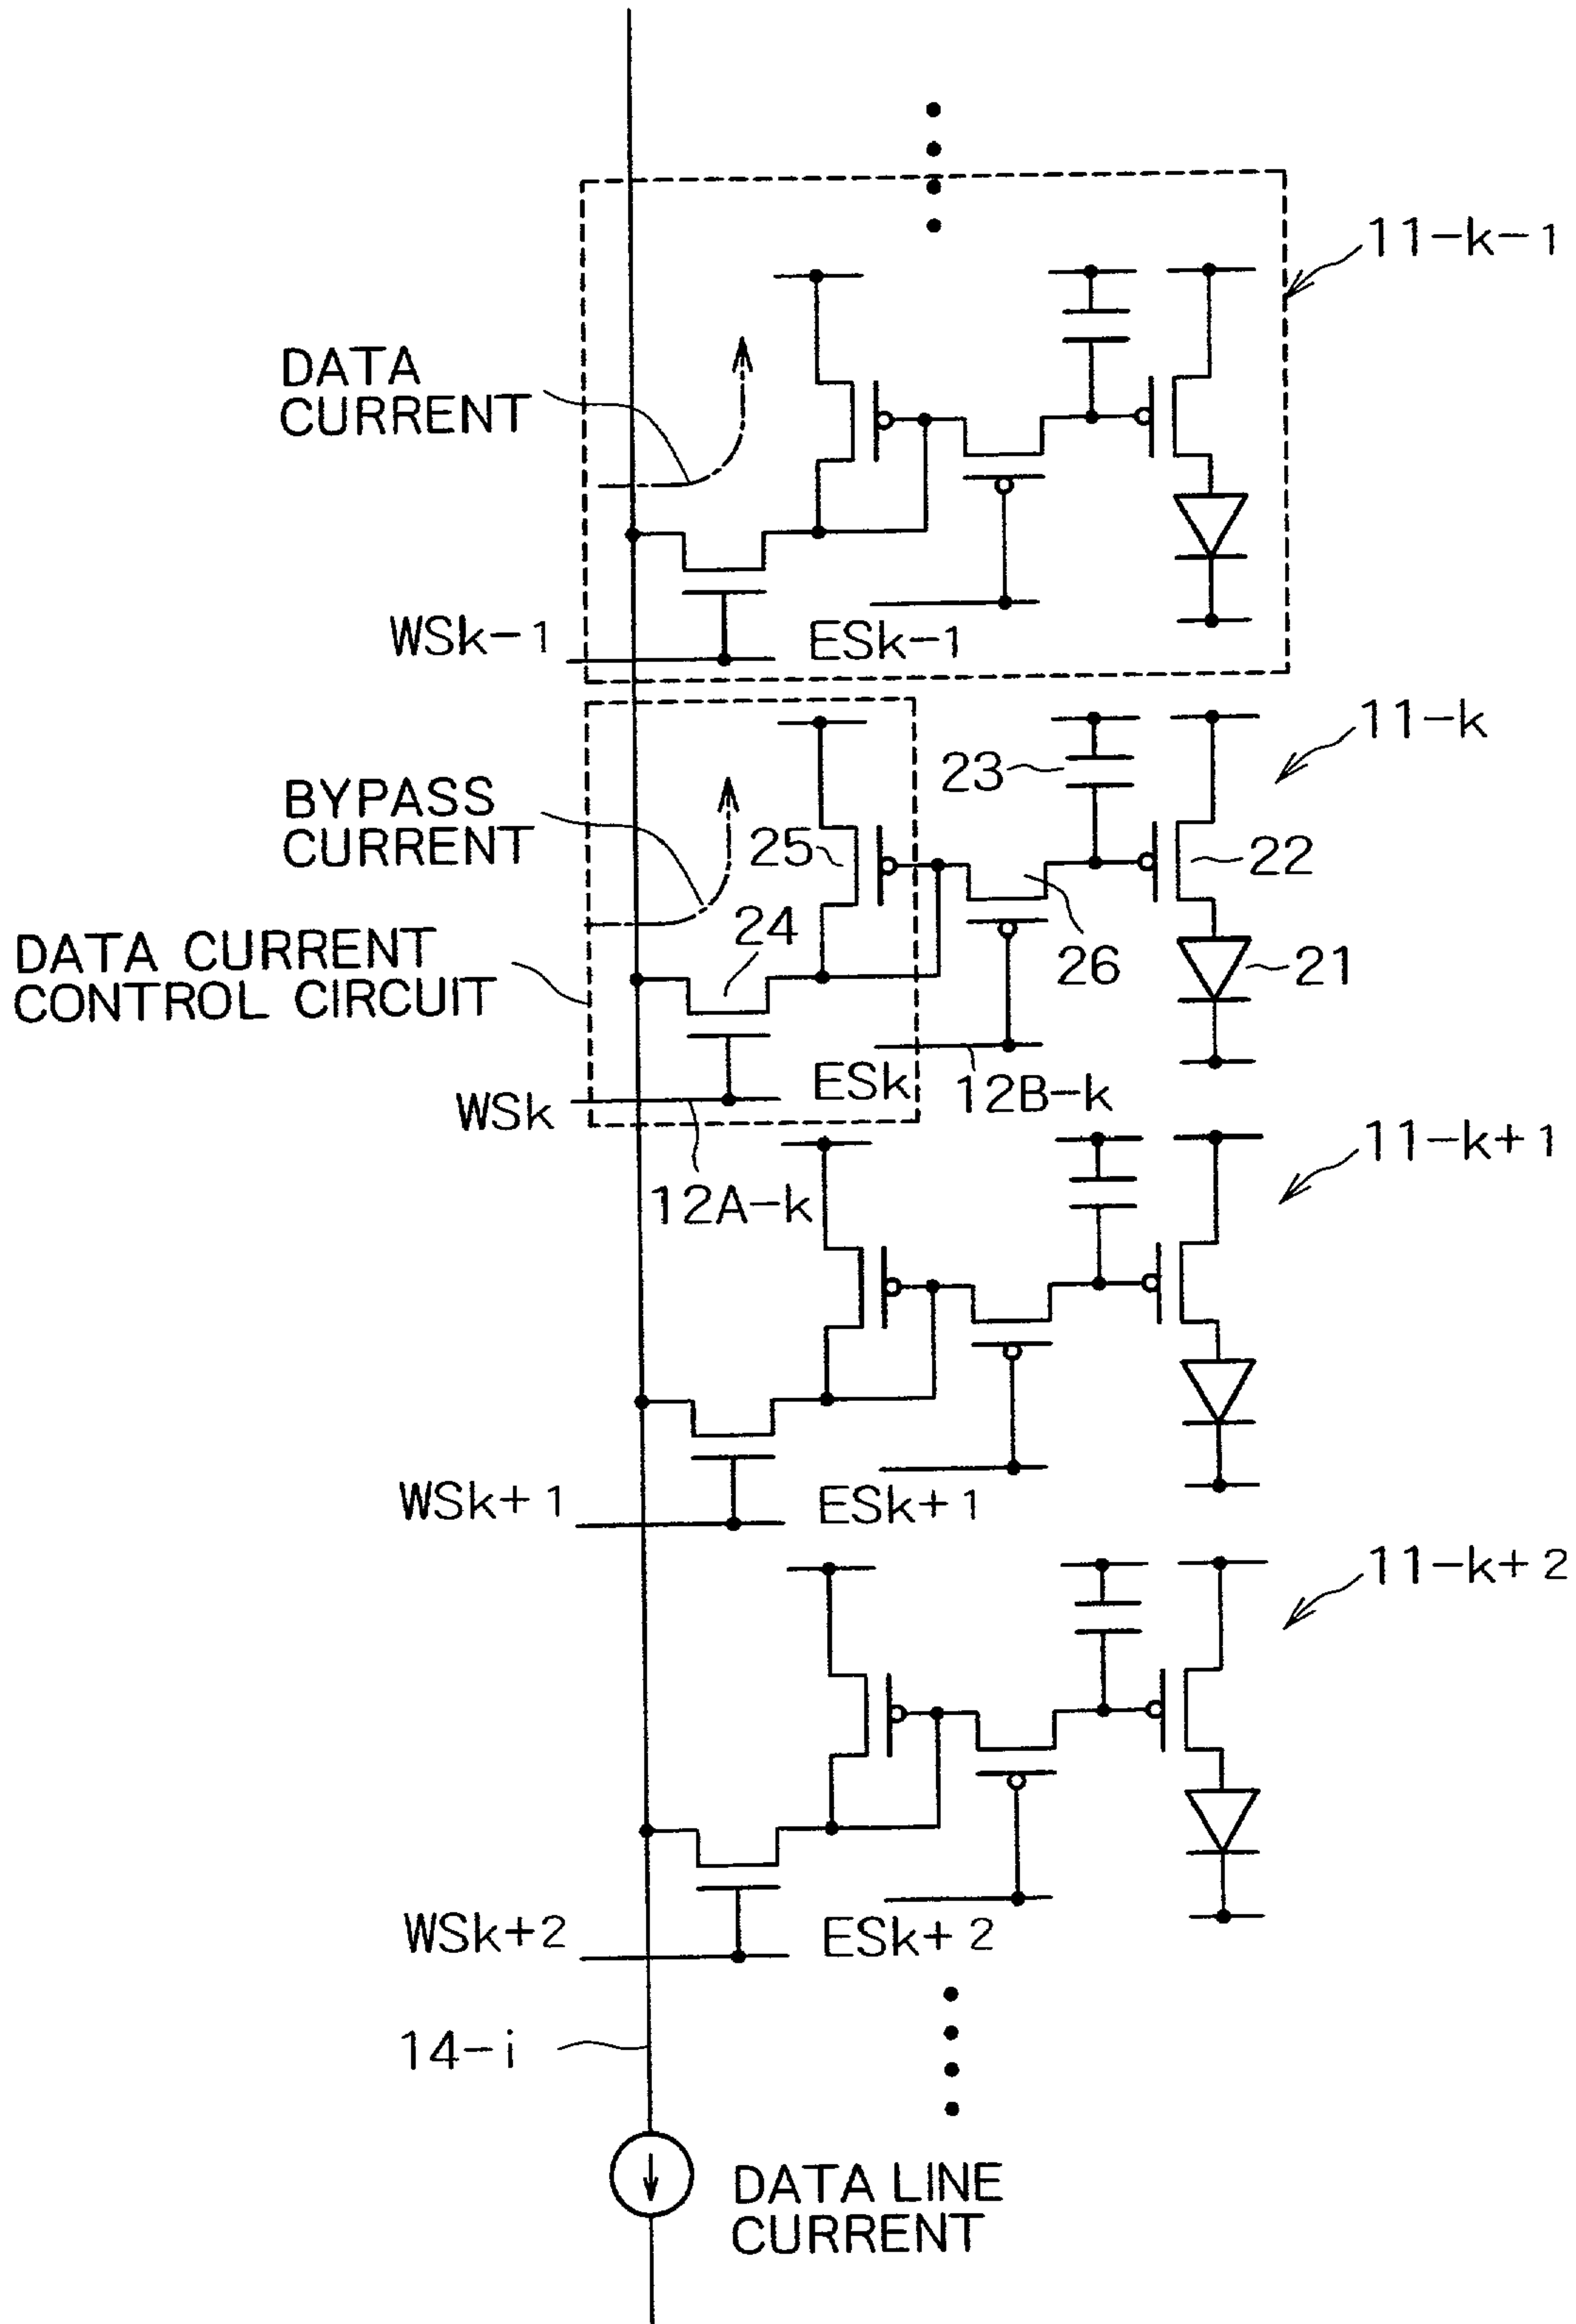 11-k-1
DATA
CURRENT
WSk-1
ESk-1
11-k
23
BYPASS
CURRENT
25
22
24
DATA CURRENT
CONTROL CIRCUIT
26
21
ESk
12B-k
WSk
11-k+1
12A-k
WSk+1
ESk+1
11-k+2
WSk+2
ESk+2
14-i
DATA LINE
CURRENT